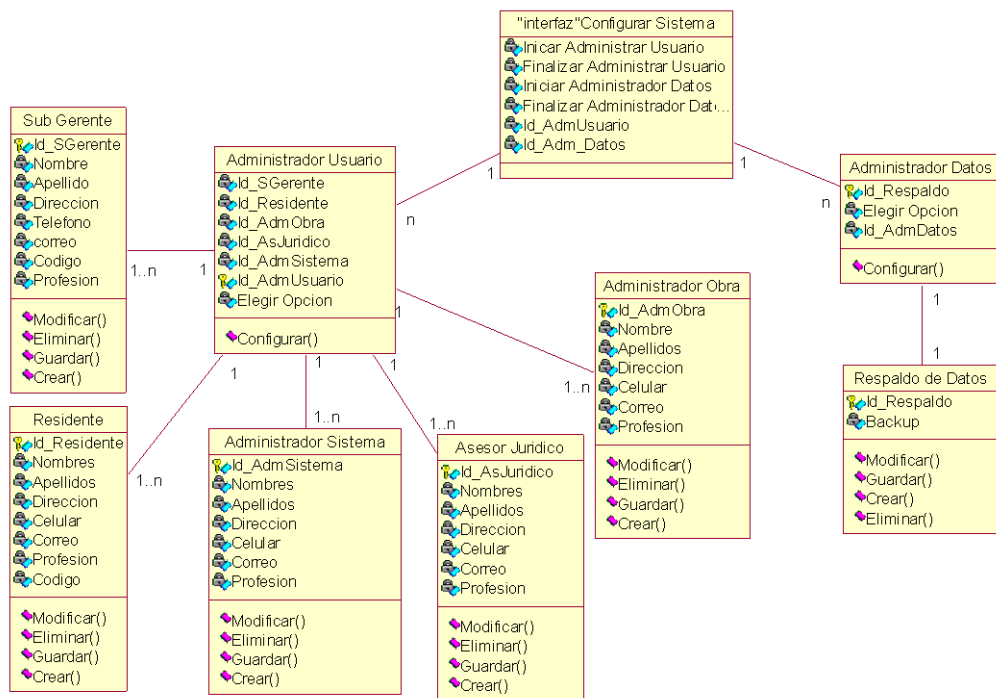 "interfaz"Configurar Sistema
Inicar Administrar Usuario
Finalizar Administrar Usuario
Iniciar Administrador Datos
Finalizar Administrador Dato...
Id_AdmUsuario
Id_Adm_Datos
1
1
Sub Gerente
Id_SGerente
Nombre
Apellido
Direccion
Telefono
correo
Codigo
Profesion
Modificar()
Eliminar()
Guardar()
Crear()
1..n
1
Administrador Usuario
Id_SGerente
Id_Residente
Id_AdmObra
Id_AsJuridico
Id_AdmSistema
Id_AdmUsuario
Elegir Opcion
Configurar()
n
1
1
1
1
Administrador Datos
Id_Respaldo
Elegir Opcion
Id_AdmDatos
Configurar()
n
1
1
Administrador Obra
Id_AdmObra
Nombre
Apellidos
Direccion
Celular
Correo
Profesion
Modificar()
Eliminar()
Guardar()
Crear()
1..n
Respaldo de Datos
Id_Respaldo
Backup
Modificar()
Guardar()
Crear()
Eliminar()
Residente
Id_Residente
Nombres
Apellidos
Direccion
Celular
Correo
Profesion
Codigo
Modificar()
Eliminar()
Guardar()
Crear()
1..n
1..n
Administrador Sistema
Id_AdmSistema
Nombres
Apellidos
Direccion
Celular
Correo
Profesion
Modificar()
Eliminar()
Guardar()
Crear()
1..n
Asesor Juridico
Id_AsJuridico
Nombres
Apellidos
Direccion
Celular
Correo
Profesion
Modificar()
Eliminar()
Guardar()
Crear()